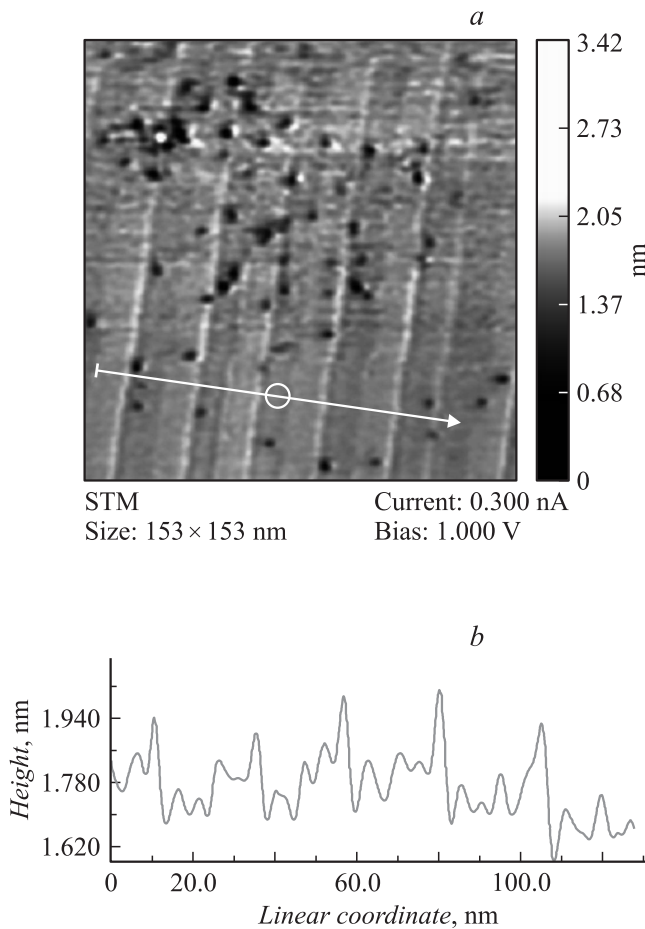 a
3.42
2.73
2.05
1.37
0.68
0
nm
STM
Current: 0.300 nA
Size: 153 × 153 nm
Bias: 1.000 V
b
1.940
1.780
1.620
Height, nm
0
20.0
60.0
100.0
Linear coordinate, nm